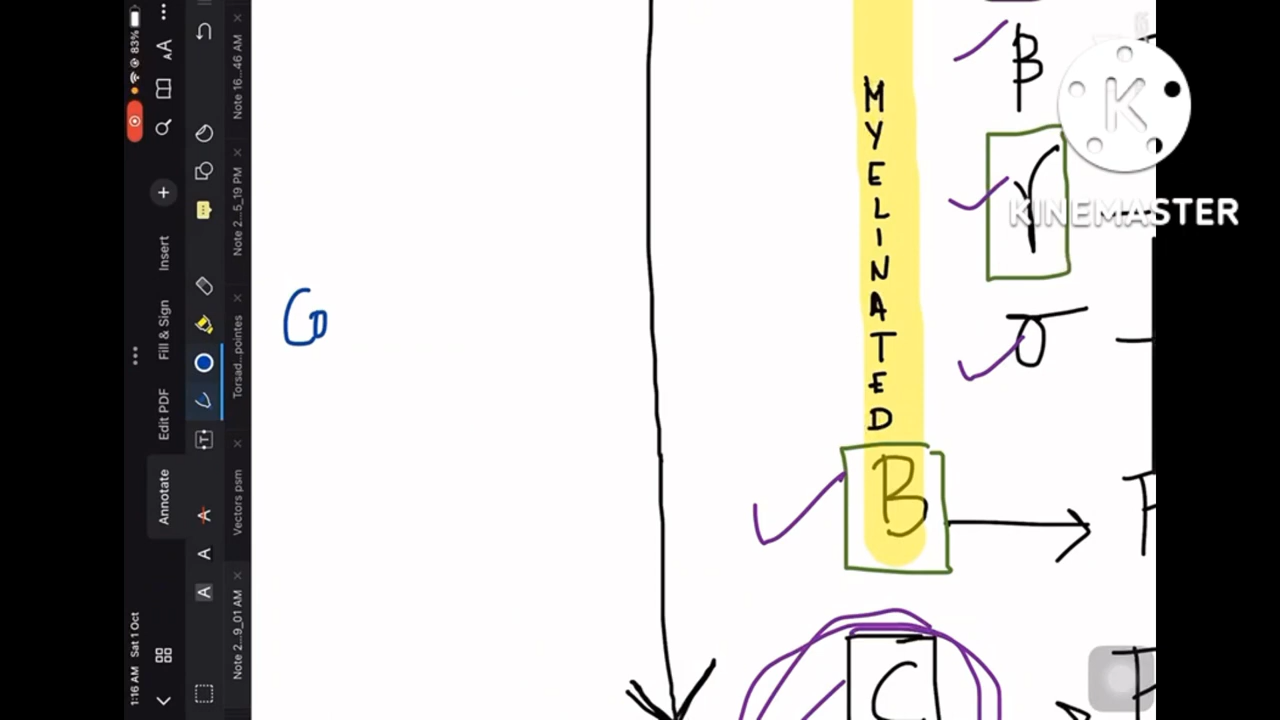 1:16 AM Sat 1 Oct
83%
Annotate
Edit PDF
Fill & Sign
Insert
AA
Note 2...9_01 AM
Vectors psm
Torsad...pointes
Note 2...5_19 PM
Note 16...46 AM
G
MYELINATED
β
γ
σ
B
C
K
KINEMASTER